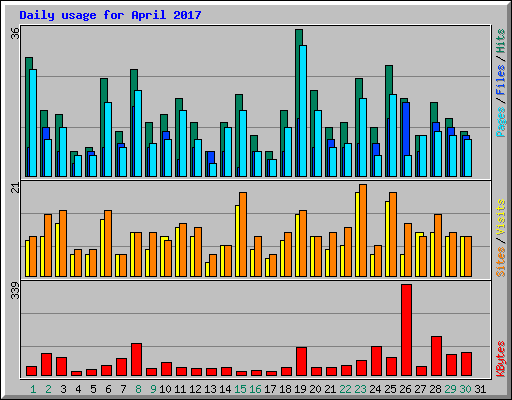 Daily usage for April 2017
36
Pages / Files / Hits
21
Sites / Visits
339
KBytes
1 2 3 4 5 6 7 8 9 10 11 12 13 14 15 16 17 18 19 20 21 22 23 24 25 26 27 28 29 30 31